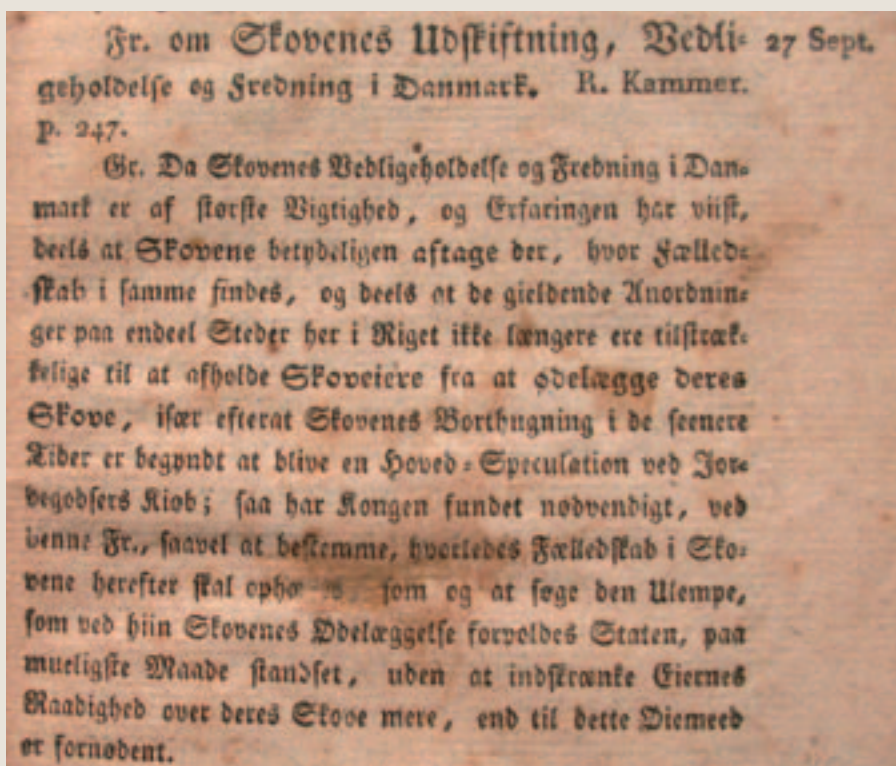 Fr. om Skovenes Udskiftning, Vedli- 27 Sept.
geholdelse og Fredning i Danmark. R. Kammer.
p. 247.
Gr. Da Skovenes Vedligeholdelse og Fredning i Dan-
mark er af største Vigtighed, og Erfaringen har viist,
deels at Skovene betydeligen aftage der, hvor Fælled-
skab i samme findes, og deels at de gieldende Anordnin-
ger paa endeel Steder her i Riget ikke længere ere tilstræk-
kelige til at afholde Skoveiere fra at ødelægge deres
Skove, især efterat Skovenes Borthugning i de seenere
Tider er begyndt at blive en Hoved-Speculation ved Jor-
degodsers Kiøb; saa har Kongen fundet nødvendigt, ved
denne Fr., saavel at bestemme, hvorledes Fælledskab i Sko-
vene herefter skal som og at søge den Ulempe,
som ved hiin Skovenes Ødelæggelse forvoldes Staten, paa
mueligste Maade standset, uden at indskrænke Eiernes
Raadighed over deres Skove mere, end til dette Øiemeed
er fornødent.